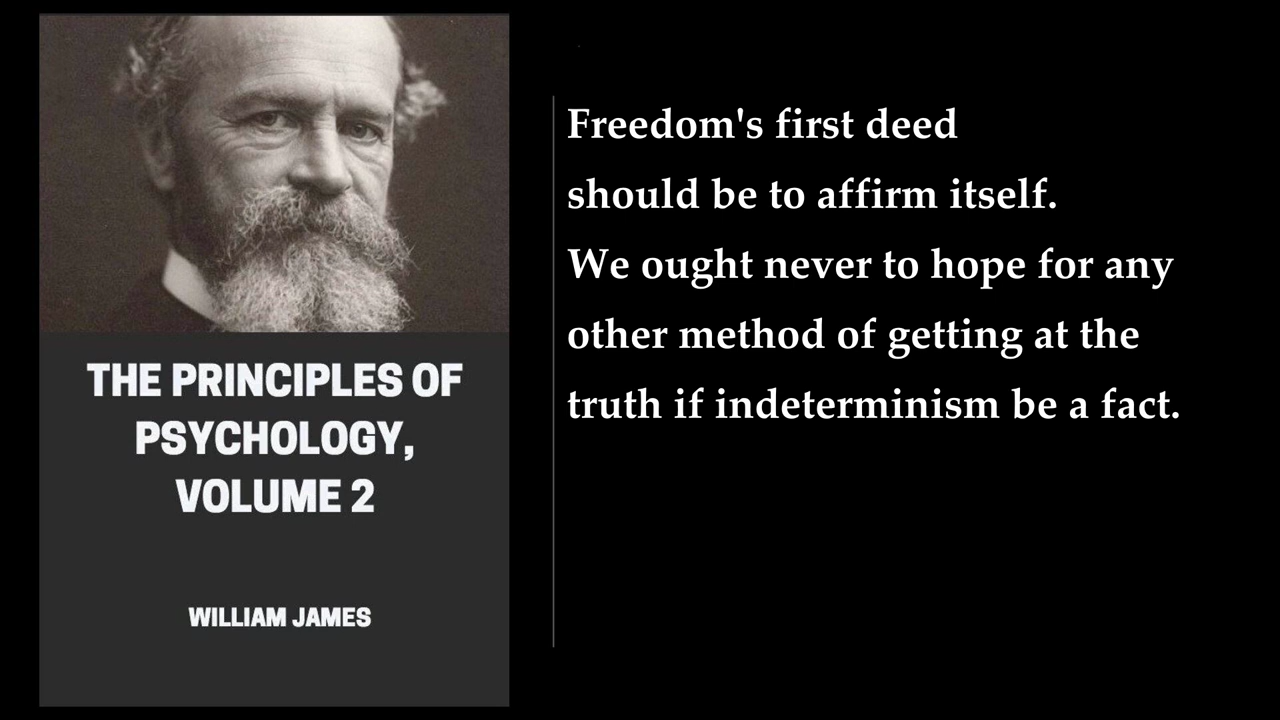 THE PRINCIPLES OF
PSYCHOLOGY,
VOLUME 2
WILLIAM JAMES
Freedom's first deed
should be to affirm itself.
We ought never to hope for any
other method of getting at the
truth if indeterminism be a fact.